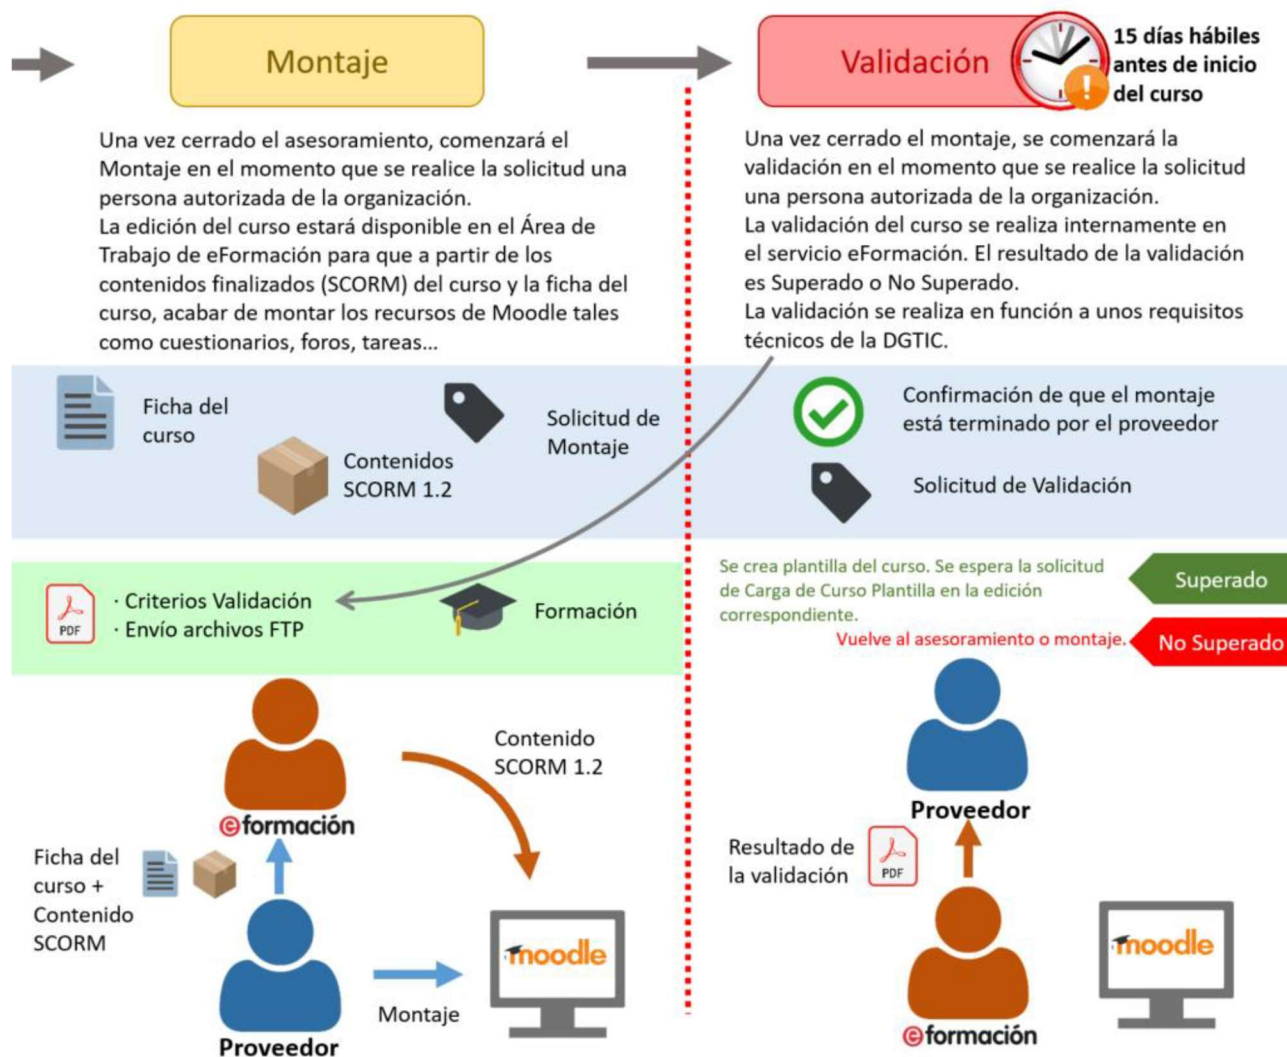 Montaje
Una vez cerrado el asesoramiento, comenzará el
Montaje en el momento que se realice la solicitud una
persona autorizada de la organización.
La edición del curso estará disponible en el Área de
Trabajo de eFormación para que a partir de los
contenidos finalizados (SCORM) del curso y la ficha del
curso, acabar de montar los recursos de Moodle tales
como cuestionarios, foros, tareas...
Ficha del
curso
Contenidos
SCORM 1.2
Solicitud de
Montaje
PDF
· Criterios Validación
· Envío archivos FTP
Formación
eformación
Contenido
SCORM 1.2
Ficha del
curso +
Contenido
SCORM
Proveedor
Montaje
moodle
Validación
15 días hábiles
antes de inicio
del curso
Una vez cerrado el montaje, se comenzará la
validación en el momento que se realice la solicitud
una persona autorizada de la organización.
La validación del curso se realiza internamente en
el servicio eFormación. El resultado de la validación
es Superado o No Superado.
La validación se realiza en función a unos requisitos
técnicos de la DGTIC.
Confirmación de que el montaje
está terminado por el proveedor
Solicitud de Validación
Se crea plantilla del curso. Se espera la solicitud
de Carga de Curso Plantilla en la edición
correspondiente.
Superado
Vuelve al asesoramiento o montaje.
No Superado
Proveedor
Resultado de
la validación
PDF
eformación
moodle